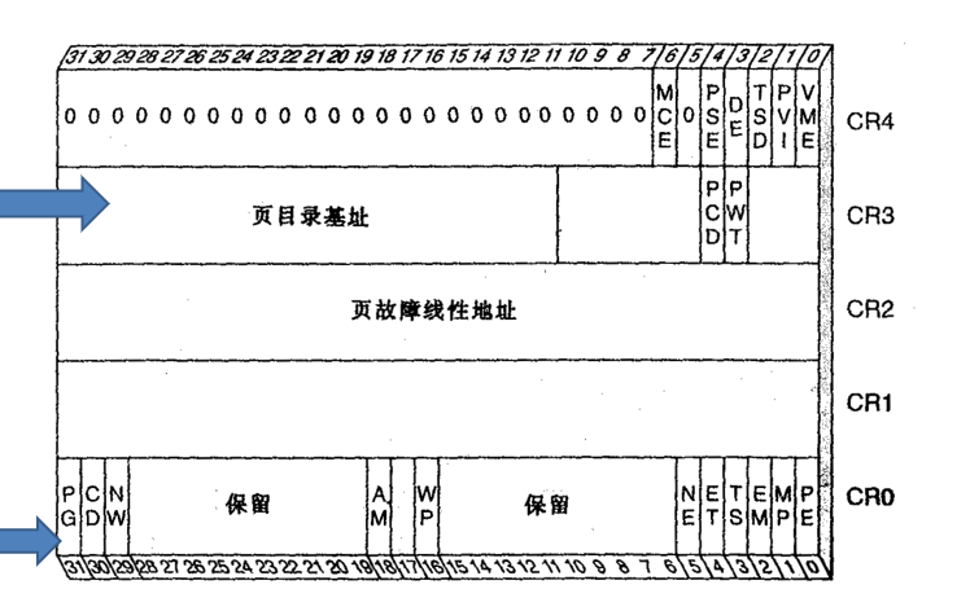 31 30 29 28 27 26 25 24 23 22 21 20 19 18 17 16 15 14 13 12 11 10 9 8 7 6 5 4 3 2 1 0
0 0 0 0 0 0 0 0 0 0 0 0 0 0 0 0 0 0 0 0 0 0 0 0 0 MCE 0 PSE DE TSD PVI VME CR4
页目录基址 PCD PWT CR3
页故障线性地址 CR2
CR1
PG CD NW 保留 AM WP 保留 NE ET TS EM MP PE CR0
31 30 29 28 27 26 25 24 23 22 21 20 19 18 17 16 15 14 13 12 11 10 9 8 7 6 5 4 3 2 1 0